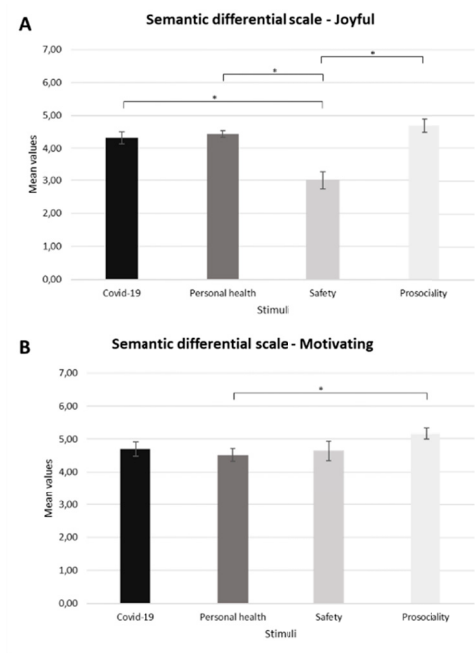 A
Semantic differential scale - Joyful
7,00
6,00
5,00
4,00
3,00
2,00
1,00
0,00
Mean values
*
*
*
Covid-19 Personal health Safety Prosociality
Stimuli
B
Semantic differential scale - Motivating
7,00
6,00
5,00
4,00
3,00
2,00
1,00
0,00
Mean values
*
Covid-19 Personal health Safety Prosociality
Stimuli